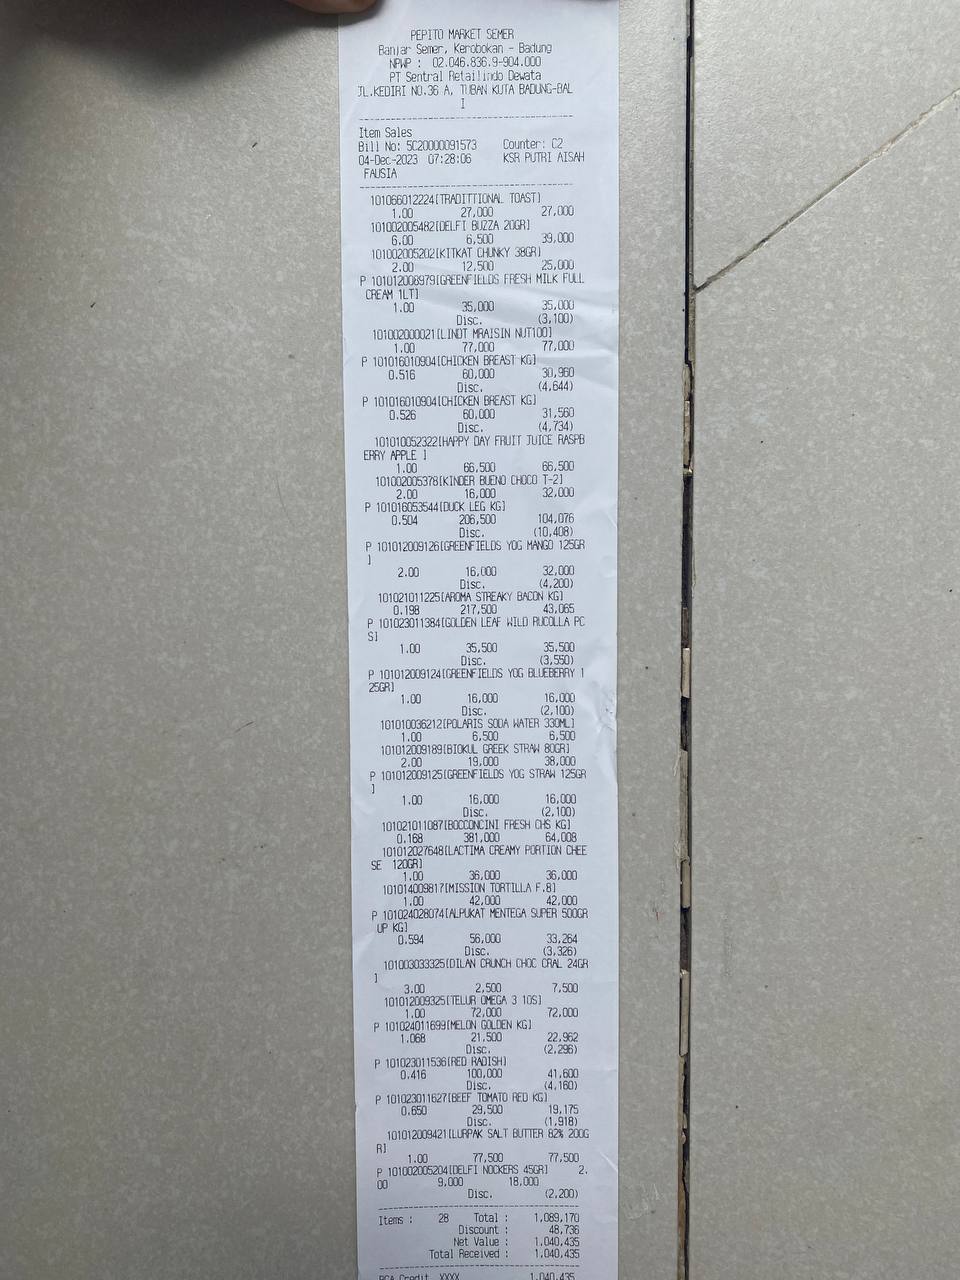 PEPITO MARKET SEMER
Banjar Semer, Kerobokan - Badung
NPWP : 02.046.836.9-904.000
PT Sentral Retailindo Dewata
JL.KEDIRI NO.36 A, TUBAN KUTA BADUNG-BAL
I
Item Sales
Bill No: 5C20000091573 Counter: C2
04-Dec-2023 07:28:06 KSR PUTRI AISAH
FAUSIA
101066012224[TRADITTIONAL TOAST]
1.00 27,000 27,000
101002005482[DELFI BUZZA 20GR]
6.00 6,500 39,000
101002005202[KITKAT CHUNKY 38GR]
2.00 12,500 25,000
P 101012008979[GREENFIELDS FRESH MILK FULL
CREAM 1LT]
1.00 35,000 35,000
Disc. (3,100)
101002000021[LINDT MRAISIN NUT100]
1.00 77,000 77,000
P 101016010904[CHICKEN BREAST KG]
0.516 60,000 30,960
Disc. (4,644)
P 101016010904[CHICKEN BREAST KG]
0.526 60,000 31,560
Disc. (4,734)
101010052322[HAPPY DAY FRUIT JUICE RASPB
ERRY APPLE ]
1.00 66,500 66,500
101002005378[KINDER BUENO CHOCO T-2]
2.00 16,000 32,000
P 101016053544[DUCK LEG KG]
0.504 206,500 104,076
Disc. (10,408)
P 101012009126[GREENFIELDS YOG MANGO 125GR
]
2.00 16,000 32,000
Disc. (4,200)
101021011225[AROMA STREAKY BACON KG]
0.198 217,500 43,065
P 101023011384[GOLDEN LEAF WILD RUCOLLA PC
S]
1.00 35,500 35,500
Disc. (3,550)
P 101012009124[GREENFIELDS YOG BLUEBERRY 1
25GR]
1.00 16,000 16,000
Disc. (2,100)
101010036212[POLARIS SODA WATER 330ML]
1.00 6,500 6,500
101012009189[BIOKUL GREEK STRAW 80GR]
2.00 19,000 38,000
P 101012009125[GREENFIELDS YOG STRAW 125GR
]
1.00 16,000 16,000
Disc. (2,100)
101021011087[BOCCONCINI FRESH CHS KG]
0.168 381,000 64,008
101012027648[LACTIMA CREAMY PORTION CHEE
SE 120GR]
1.00 36,000 36,000
101014009817[MISSION TORTILLA F.8]
1.00 42,000 42,000
P 101024028074[ALPUKAT MENTEGA SUPER 500GR
UP KG]
0.594 56,000 33,264
Disc. (3,326)
101003033325[DILAN CRUNCH CHOC CRAL 24GR
]
3.00 2,500 7,500
101012009325[TELUR OMEGA 3 10S]
1.00 72,000 72,000
P 101024011699[MELON GOLDEN KG]
1.068 21,500 22,962
Disc. (2,296)
P 101023011536[RED RADISH]
0.416 100,000 41,600
Disc. (4,160)
P 101023011627[BEEF TOMATO RED KG]
0.650 29,500 19,175
Disc. (1,918)
101012009421[LURPAK SALT BUTTER 82% 200G
R]
1.00 77,500 77,500
P 101002005204[DELFI NOCKERS 45GR] 2.
00 9,000 18,000
Disc. (2,200)
Items : 28 Total : 1,089,170
Discount : 48,736
Net Value : 1,040,435
Total Received : 1,040,435
BCA Credit XXXX 1,040,435